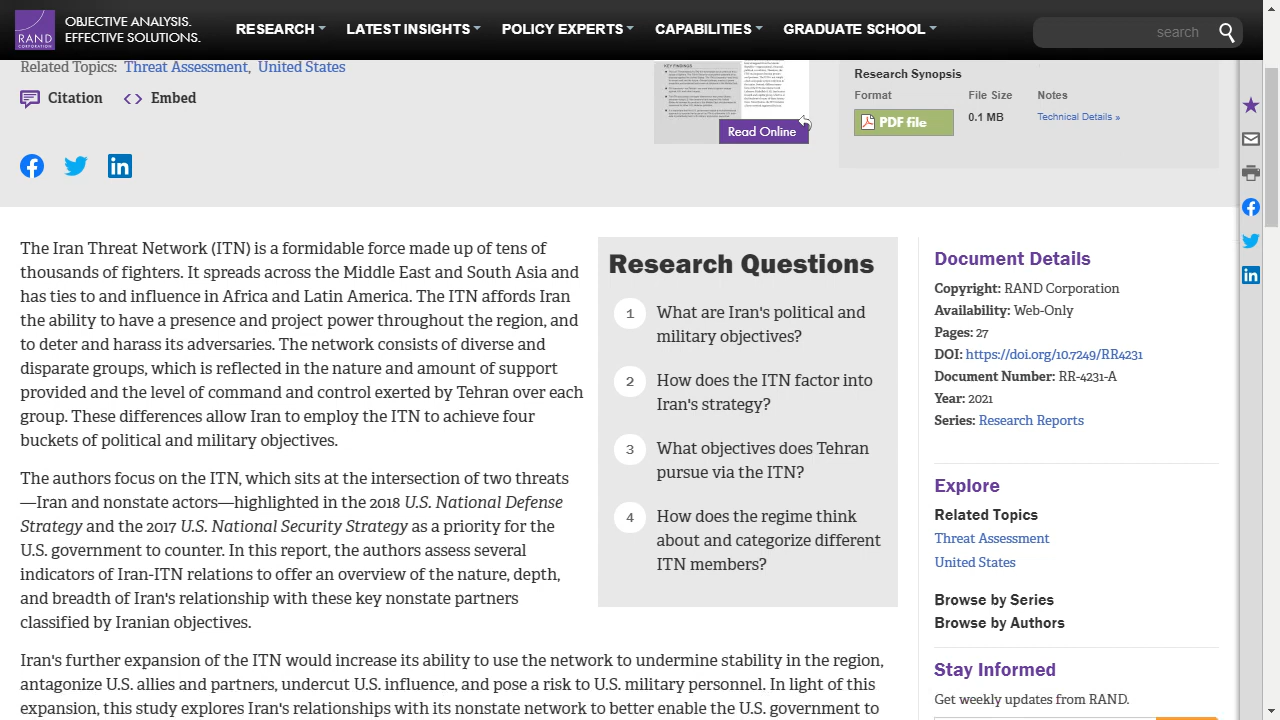 RAND
CORPORATION
OBJECTIVE ANALYSIS.
EFFECTIVE SOLUTIONS.
RESEARCH
LATEST INSIGHTS
POLICY EXPERTS
CAPABILITIES
GRADUATE SCHOOL
search
Related Topics: Threat Assessment, United States
Citation
Embed
KEY FINDINGS
Read Online
Research Synopsis
Format
File Size
Notes
PDF file
0.1 MB
Technical Details »
The Iran Threat Network (ITN) is a formidable force made up of tens of
thousands of fighters. It spreads across the Middle East and South Asia and
has ties to and influence in Africa and Latin America. The ITN affords Iran
the ability to have a presence and project power throughout the region, and
to deter and harass its adversaries. The network consists of diverse and
disparate groups, which is reflected in the nature and amount of support
provided and the level of command and control exerted by Tehran over each
group. These differences allow Iran to employ the ITN to achieve four
buckets of political and military objectives.
The authors focus on the ITN, which sits at the intersection of two threats
—Iran and nonstate actors—highlighted in the 2018 U.S. National Defense
Strategy and the 2017 U.S. National Security Strategy as a priority for the
U.S. government to counter. In this report, the authors assess several
indicators of Iran-ITN relations to offer an overview of the nature, depth,
and breadth of Iran's relationship with these key nonstate partners
classified by Iranian objectives.
Iran's further expansion of the ITN would increase its ability to use the network to undermine stability in the region,
antagonize U.S. allies and partners, undercut U.S. influence, and pose a risk to U.S. military personnel. In light of this
expansion, this study explores Iran's relationships with its nonstate network to better enable the U.S. government to
Research Questions
1 What are Iran's political and
military objectives?
2 How does the ITN factor into
Iran's strategy?
3 What objectives does Tehran
pursue via the ITN?
4 How does the regime think
about and categorize different
ITN members?
Document Details
Copyright: RAND Corporation
Availability: Web-Only
Pages: 27
DOI: https://doi.org/10.7249/RR4231
Document Number: RR-4231-A
Year: 2021
Series: Research Reports
Explore
Related Topics
Threat Assessment
United States
Browse by Series
Browse by Authors
Stay Informed
Get weekly updates from RAND.